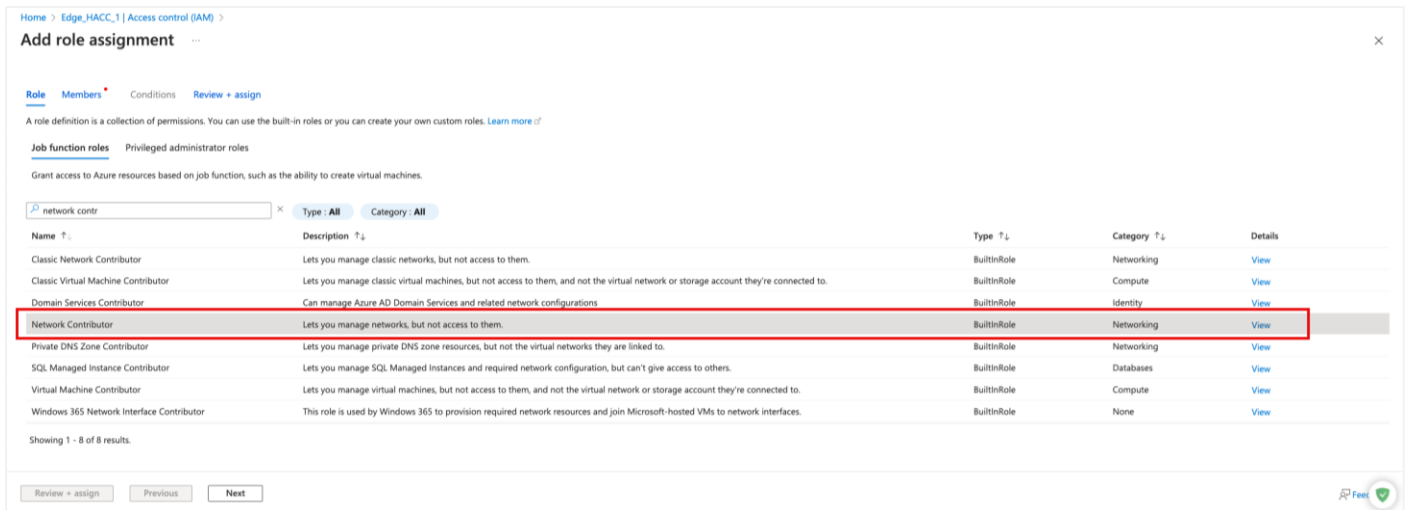 Home > Edge_HACC_1 | Access control (IAM) >
Add role assignment ...
Role Members Conditions Review + assign
A role definition is a collection of permissions. You can use the built-in roles or you can create your own custom roles. Learn more
Job function roles Privileged administrator roles
Grant access to Azure resources based on job function, such as the ability to create virtual machines.
network contr Type : All Category : All
Name Description Type Category Details
Classic Network Contributor Lets you manage classic networks, but not access to them. BuiltInRole Networking View
Classic Virtual Machine Contributor Lets you manage classic virtual machines, but not access to them, and not the virtual network or storage account they're connected to. BuiltInRole Compute View
Domain Services Contributor Can manage Azure AD Domain Services and related network configurations BuiltInRole Identity View
Network Contributor Lets you manage networks, but not access to them. BuiltInRole Networking View
Private DNS Zone Contributor Lets you manage private DNS zone resources, but not the virtual networks they are linked to. BuiltInRole Networking View
SQL Managed Instance Contributor Lets you manage SQL Managed Instances and required network configuration, but can't give access to others. BuiltInRole Databases View
Virtual Machine Contributor Lets you manage virtual machines, but not access to them, and not the virtual network or storage account they're connected to. BuiltInRole Compute View
Windows 365 Network Interface Contributor This role is used by Windows 365 to provision required network resources and join Microsoft-hosted VMs to network interfaces. BuiltInRole None View
Showing 1 - 8 of 8 results.
Review + assign Previous Next